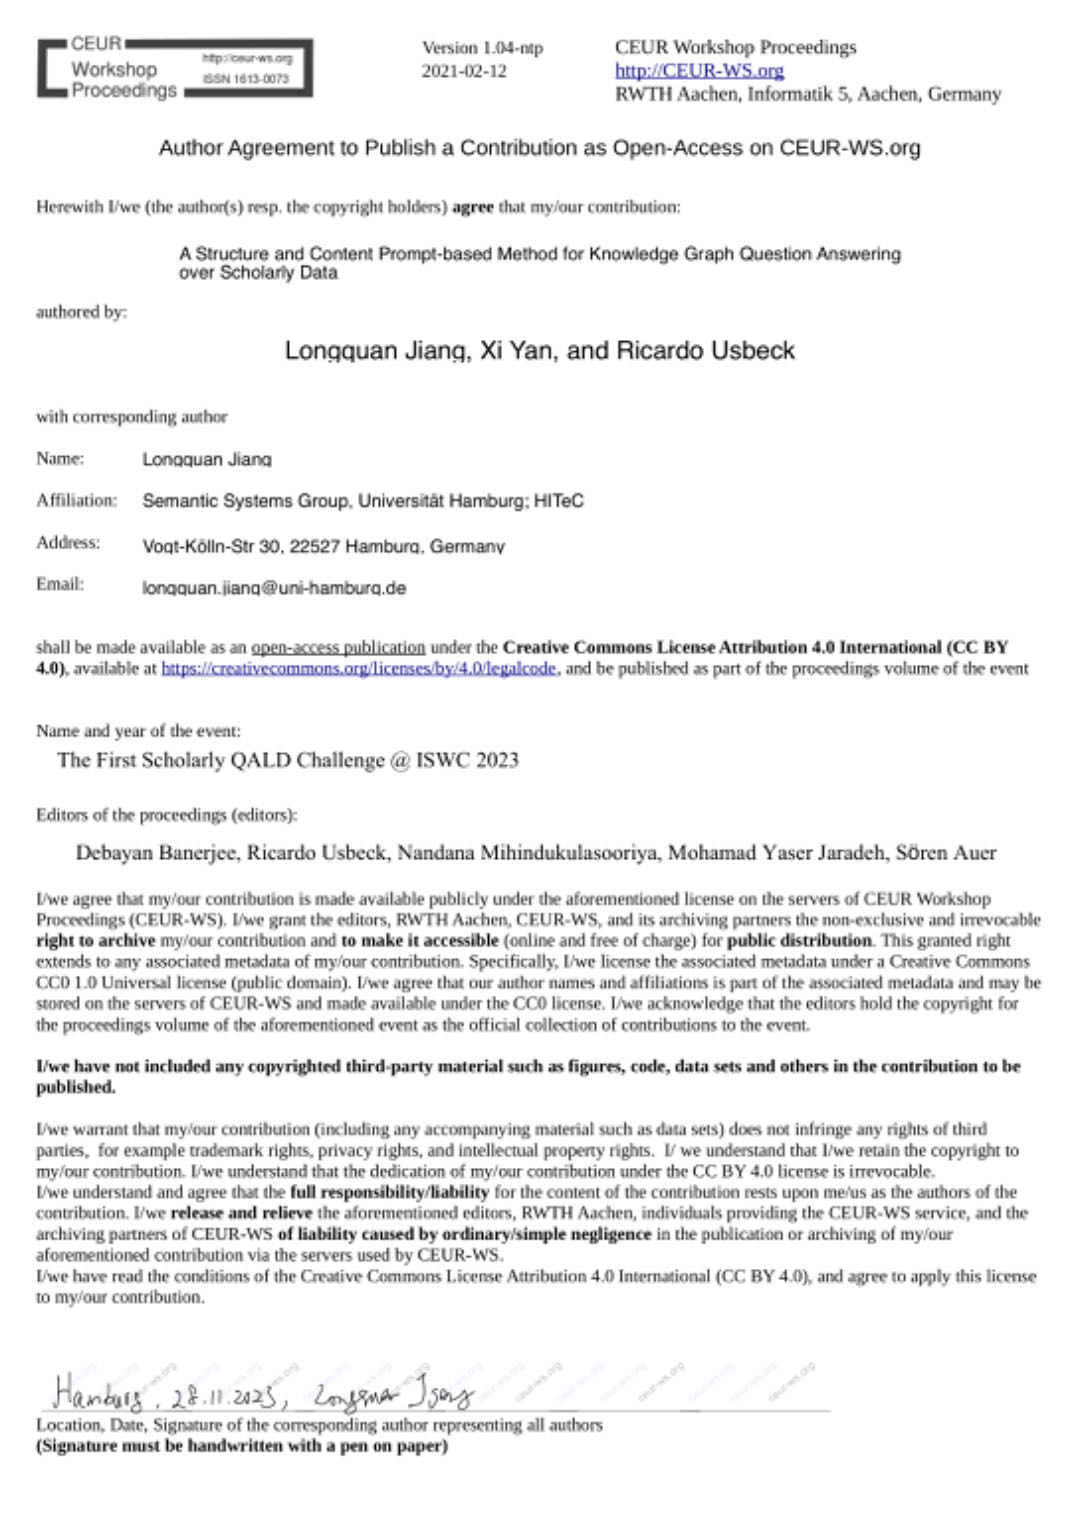 CEUR
Workshop
Proceedings
http://ceur-ws.org
ISSN 1613-0073
Version 1.04-ntp
2021-02-12
CEUR Workshop Proceedings
http://CEUR-WS.org
RWTH Aachen, Informatik 5, Aachen, Germany
Author Agreement to Publish a Contribution as Open-Access on CEUR-WS.org
Herewith I/we (the author(s) resp. the copyright holders) agree that my/our contribution:
A Structure and Content Prompt-based Method for Knowledge Graph Question Answering
over Scholarly Data
authored by:
Longquan Jiang, Xi Yan, and Ricardo Usbeck
with corresponding author
Name: Longquan Jiang
Affiliation: Semantic Systems Group, Universität Hamburg; HITeC
Address: Vogt-Kölln-Str 30, 22527 Hamburg, Germany
Email: longquan.jiang@uni-hamburg.de
shall be made available as an open-access publication under the Creative Commons License Attribution 4.0 International (CC BY
4.0), available at https://creativecommons.org/licenses/by/4.0/legalcode, and be published as part of the proceedings volume of the event
Name and year of the event:
The First Scholarly QALD Challenge @ ISWC 2023
Editors of the proceedings (editors):
Debayan Banerjee, Ricardo Usbeck, Nandana Mihindukulasooriya, Mohamad Yaser Jaradeh, Sören Auer
I/we agree that my/our contribution is made available publicly under the aforementioned license on the servers of CEUR Workshop
Proceedings (CEUR-WS). I/we grant the editors, RWTH Aachen, CEUR-WS, and its archiving partners the non-exclusive and irrevocable
right to archive my/our contribution and to make it accessible (online and free of charge) for public distribution. This granted right
extends to any associated metadata of my/our contribution. Specifically, I/we license the associated metadata under a Creative Commons
CC0 1.0 Universal license (public domain). I/we agree that our author names and affiliations is part of the associated metadata and may be
stored on the servers of CEUR-WS and made available under the CC0 license. I/we acknowledge that the editors hold the copyright for
the proceedings volume of the aforementioned event as the official collection of contributions to the event.
I/we have not included any copyrighted third-party material such as figures, code, data sets and others in the contribution to be
published.
I/we warrant that my/our contribution (including any accompanying material such as data sets) does not infringe any rights of third
parties, for example trademark rights, privacy rights, and intellectual property rights. I/ we understand that I/we retain the copyright to
my/our contribution. I/we understand that the dedication of my/our contribution under the CC BY 4.0 license is irrevocable.
I/we understand and agree that the full responsibility/liability for the content of the contribution rests upon me/us as the authors of the
contribution. I/we release and relieve the aforementioned editors, RWTH Aachen, individuals providing the CEUR-WS service, and the
archiving partners of CEUR-WS of liability caused by ordinary/simple negligence in the publication or archiving of my/our
aforementioned contribution via the servers used by CEUR-WS.
I/we have read the conditions of the Creative Commons License Attribution 4.0 International (CC BY 4.0), and agree to apply this license
to my/our contribution.
Hamburg, 28.11.2023, Longquan Jiang
Location, Date, Signature of the corresponding author representing all authors
(Signature must be handwritten with a pen on paper)